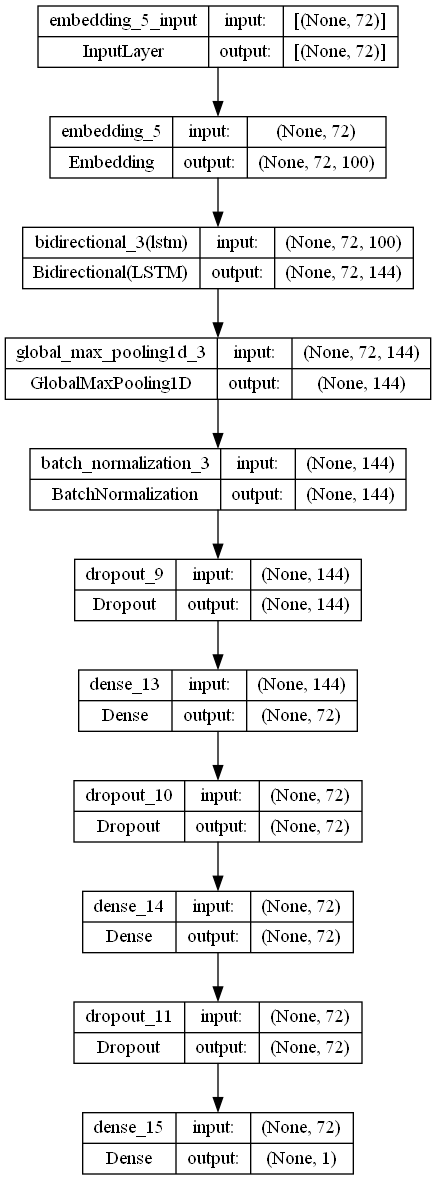 embedding_5_input input: [(None, 72)]
InputLayer output: [(None, 72)]
embedding_5 input: (None, 72)
Embedding output: (None, 72, 100)
bidirectional_3(lstm) input: (None, 72, 100)
Bidirectional(LSTM) output: (None, 72, 144)
global_max_pooling1d_3 input: (None, 72, 144)
GlobalMaxPooling1D output: (None, 144)
batch_normalization_3 input: (None, 144)
BatchNormalization output: (None, 144)
dropout_9 input: (None, 144)
Dropout output: (None, 144)
dense_13 input: (None, 144)
Dense output: (None, 72)
dropout_10 input: (None, 72)
Dropout output: (None, 72)
dense_14 input: (None, 72)
Dense output: (None, 72)
dropout_11 input: (None, 72)
Dropout output: (None, 72)
dense_15 input: (None, 72)
Dense output: (None, 1)